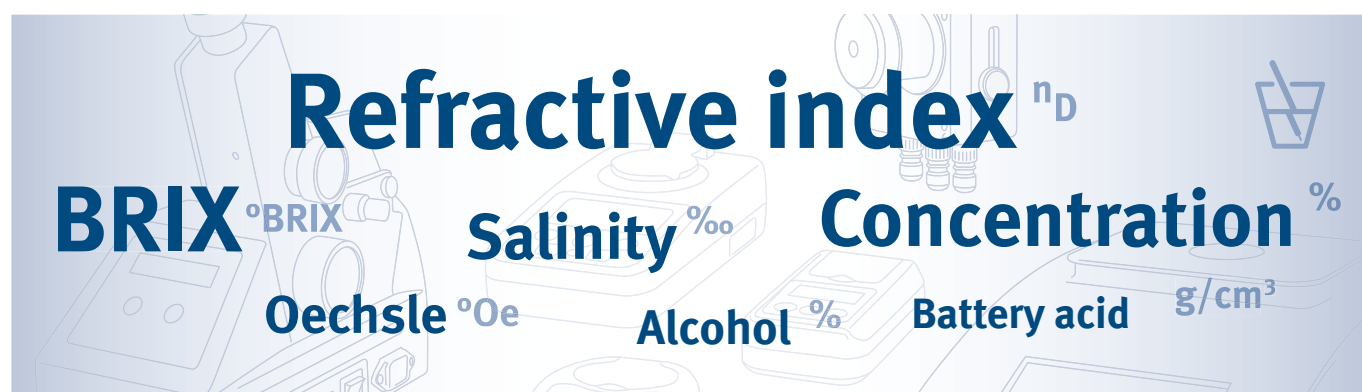 Refractive index nD
BRIX °BRIX
Salinity ‰
Concentration %
Oechsle °Oe
Alcohol %
Battery acid g/cm³